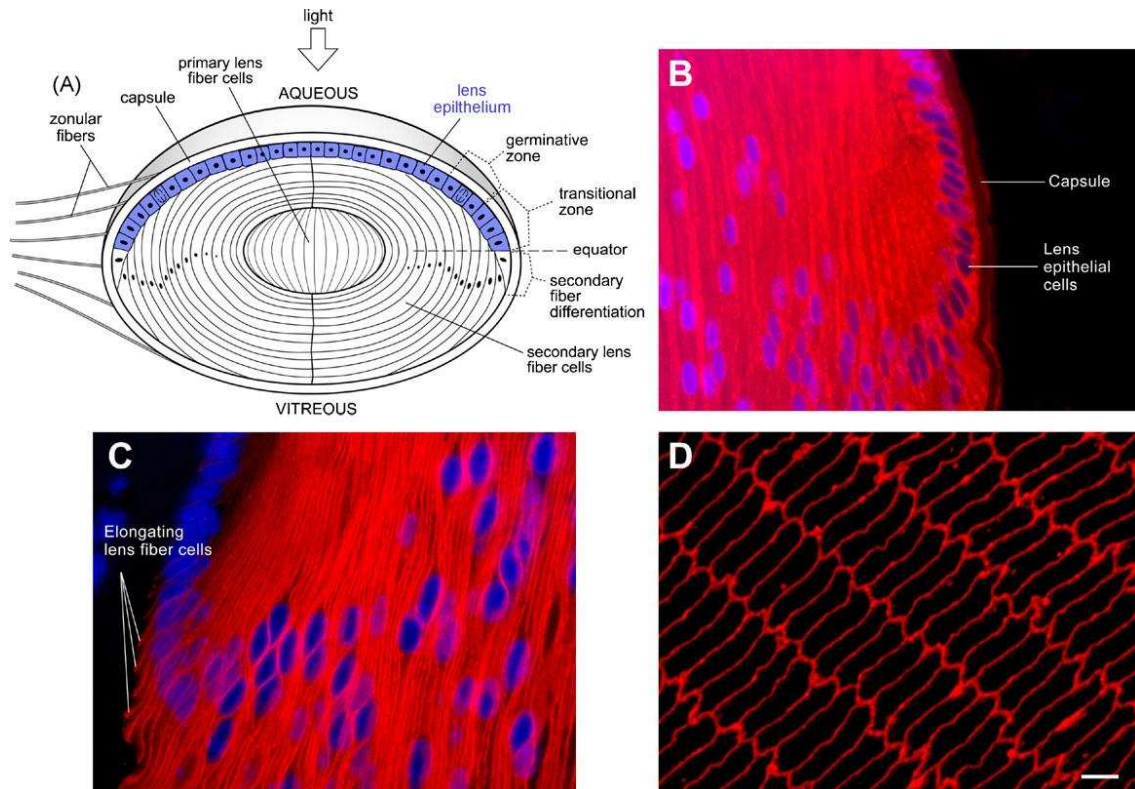 light
(A)
primary lens
fiber cells
AQUEOUS
capsule
lens
epilthelium
zonular
fibers
germinative
zone
transitional
zone
equator
secondary
fiber
differentiation
secondary lens
fiber cells
VITREOUS
B
Capsule
Lens
epithelial
cells
C
Elongating
lens fiber cells
D